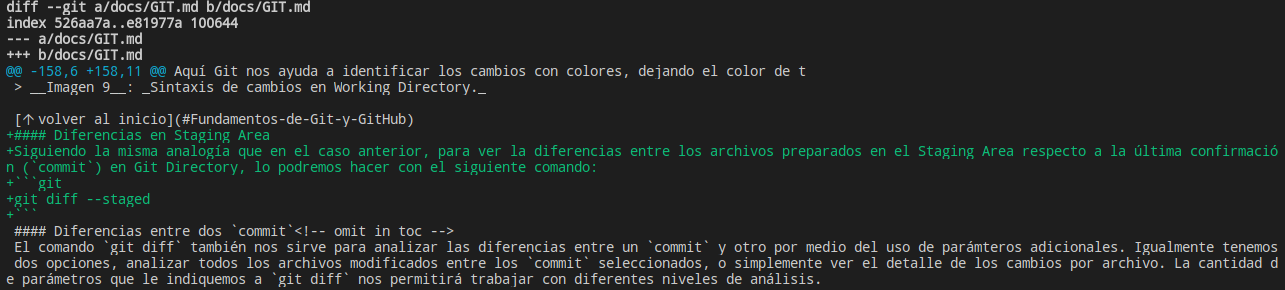 diff --git a/docs/GIT.md b/docs/GIT.md
index 526aa7a..e81977a 100644
--- a/docs/GIT.md
+++ b/docs/GIT.md
@@ -158,6 +158,11 @@ Aquí Git nos ayuda a identificar los cambios con colores, dejando el color de t
 > __Imagen 9__: _Sintaxis de cambios en Working Directory._

 [↑ volver al inicio](#Fundamentos-de-Git-y-GitHub)
+#### Diferencias en Staging Area
+Siguiendo la misma analogía que en el caso anterior, para ver la diferencias entre los archivos preparados en el Staging Area respecto a la última confirmació
n (`commit`) en Git Directory, lo podremos hacer con el siguiente comando:
+```git
+git diff --staged
+```
 #### Diferencias entre dos `commit`<!-- omit in toc -->
 El comando `git diff` también nos sirve para analizar las diferencias entre un `commit` y otro por medio del uso de parámteros adicionales. Igualmente tenemos
 dos opciones, analizar todos los archivos modificados entre los `commit` seleccionados, o simplemente ver el detalle de los cambios por archivo. La cantidad d
e parámetros que le indiquemos a `git diff` nos permitirá trabajar con diferentes niveles de análisis.